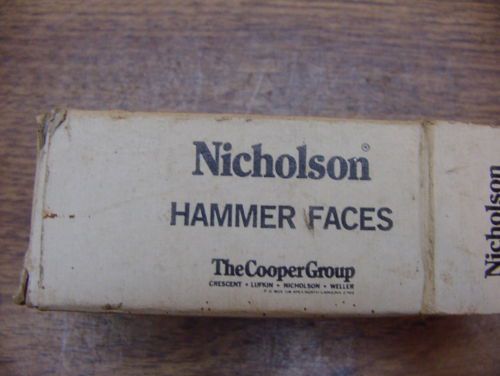 Nicholson®
HAMMER FACES
The Cooper Group
CRESCENT • LUFKIN • NICHOLSON • WELLER
Nicholson